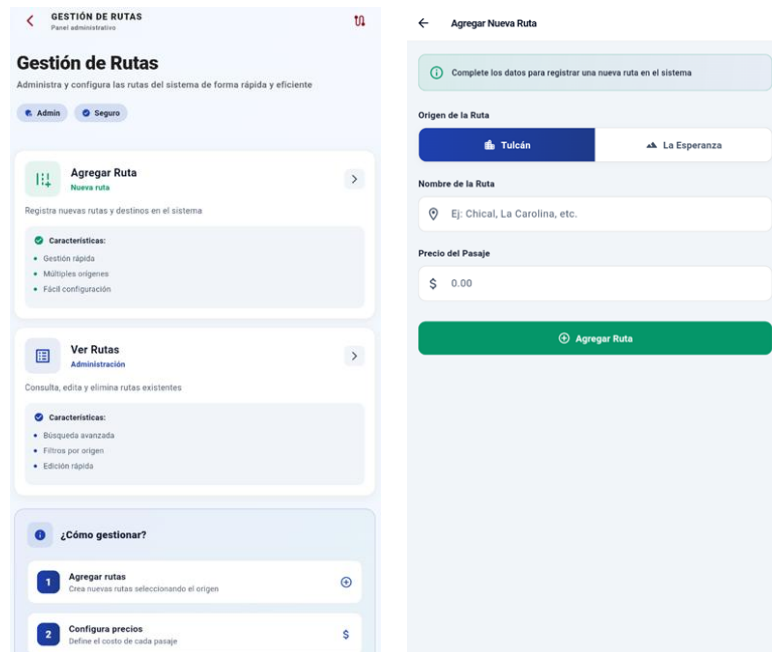 GESTIÓN DE RUTAS
Panel administrativo
Gestión de Rutas
Administra y configura las rutas del sistema de forma rápida y eficiente
Admin
Seguro
Agregar Ruta
Nueva ruta
Registra nuevas rutas y destinos en el sistema
Características:
• Gestión rápida
• Múltiples orígenes
• Fácil configuración
Ver Rutas
Administración
Consulta, edita y elimina rutas existentes
Características:
• Búsqueda avanzada
• Filtros por origen
• Edición rápida
¿Cómo gestionar?
1
Agregar rutas
Crea nuevas rutas seleccionando el origen
2
Configura precios
Define el costo de cada pasaje
$
Agregar Nueva Ruta
Complete los datos para registrar una nueva ruta en el sistema
Origen de la Ruta
Tulcán
La Esperanza
Nombre de la Ruta
Ej: Chical, La Carolina, etc.
Precio del Pasaje
$ 0.00
Agregar Ruta